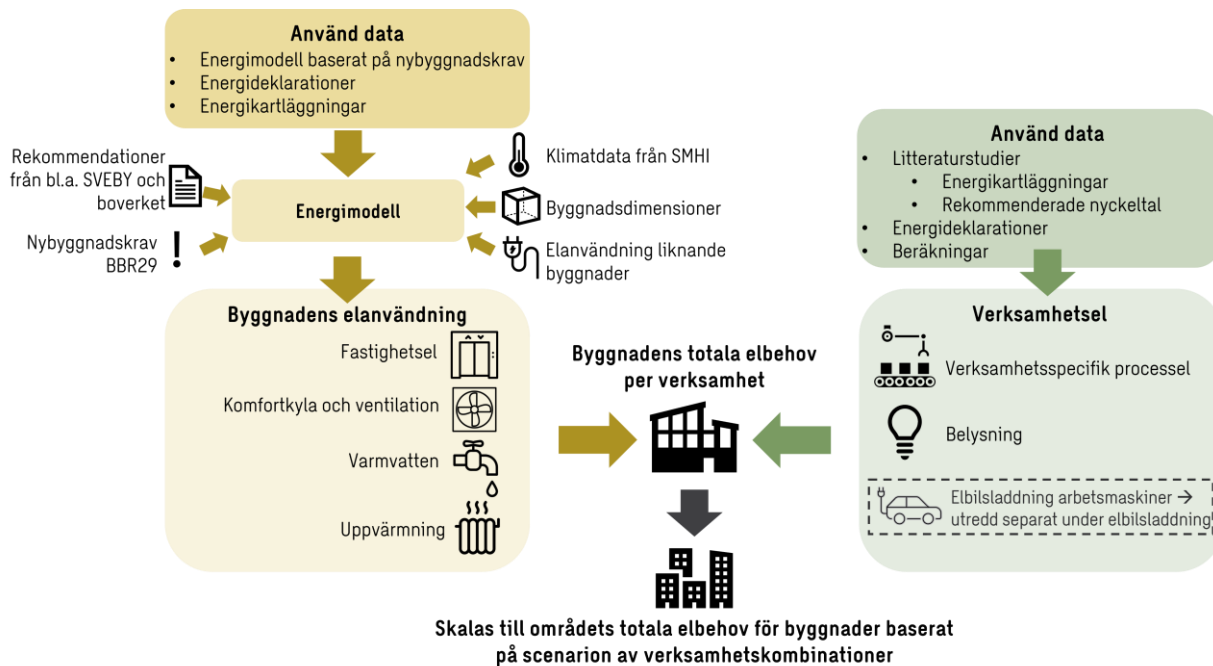 Använd data
• Energimodell baserat på nybyggnadskrav
• Energideklarationer
• Energikartläggningar
Rekommendationer
från bl.a. SVEBY och
boverket
Nybyggnadskrav
BBR29
!
Energimodell
Klimatdata från SMHI
Byggnadsdimensioner
Elanvändning liknande
byggnader
Byggnadens elanvändning
Fastighetsel
Komfortkyla och ventilation
Varmvatten
Uppvärmning
Byggnadens totala elbehov
per verksamhet
Använd data
• Litteraturstudier
• Energikartläggningar
• Rekommenderade nyckeltal
• Energideklarationer
• Beräkningar
Verksamhetsel
Verksamhetsspecifik processel
Belysning
Elbilsladdning arbetsmaskiner →
utredd separat under elbilsladdning
Skalas till områdets totala elbehov för byggnader baserat
på scenarion av verksamhetskombinationer